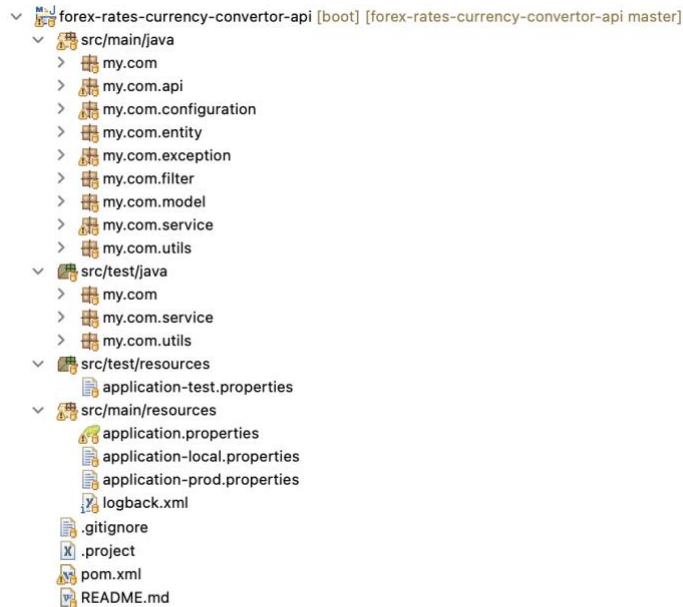 forex-rates-currency-convertor-api [boot] [forex-rates-currency-convertor-api master]
src/main/java
my.com
my.com.api
my.com.configuration
my.com.entity
my.com.exception
my.com.filter
my.com.model
my.com.service
my.com.utils
src/test/java
my.com
my.com.service
my.com.utils
src/test/resources
application-test.properties
src/main/resources
application.properties
application-local.properties
application-prod.properties
logback.xml
.gitignore
.project
pom.xml
README.md